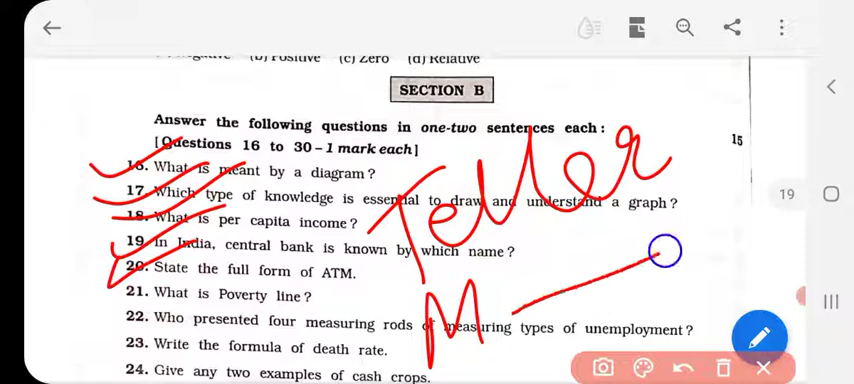 (b) Positive (c) Zero (d) Relative
SECTION B
Answer the following questions in one-two sentences each:
[Questions 16 to 30 – 1 mark each] 15
16. What is meant by a diagram?
17. Which type of knowledge is essential to draw and understand a graph?
18. What is per capita income?
19. In India, central bank is known by which name?
20. State the full form of ATM.
21. What is Poverty line?
22. Who presented four measuring rods of measuring types of unemployment?
23. Write the formula of death rate.
24. Give any two examples of cash crops.
Teller
M
19